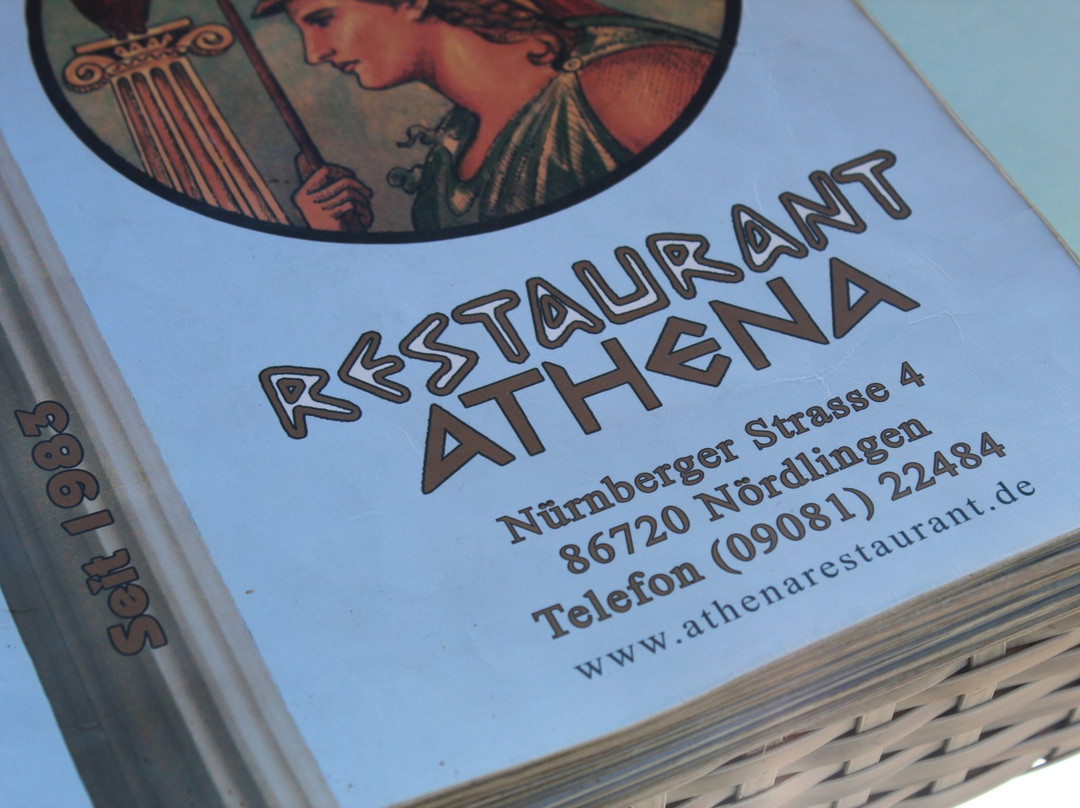 RESTAURANT
ATHENA
Nürnberger Strasse 4
86720 Nördlingen
Telefon (09081) 22484
www.athenarestaurant.de
Seit 1983